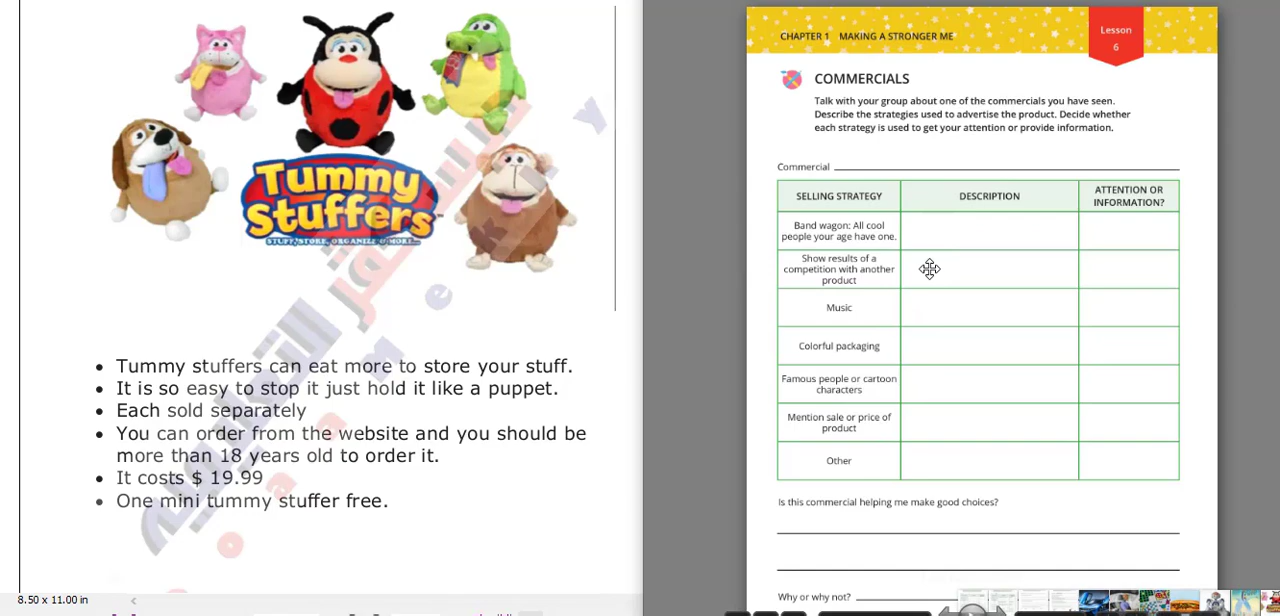 Tummy
Stuffers
STUFF, STORE, ORGANIZE & MORE...
• Tummy stuffers can eat more to store your stuff.
• It is so easy to stop it just hold it like a puppet.
• Each sold separately
• You can order from the website and you should be
more than 18 years old to order it.
• It costs $ 19.99
• One mini tummy stuffer free.
8.50 x 11.00 in
CHAPTER 1 MAKING A STRONGER ME
Lesson
6
COMMERCIALS
Talk with your group about one of the commercials you have seen.
Describe the strategies used to advertise the product. Decide whether
each strategy is used to get your attention or provide information.
Commercial
SELLING STRATEGY
DESCRIPTION
ATTENTION OR
INFORMATION?
Band wagon: All cool
people your age have one.
Show results of a
competition with another
product
Music
Colorful packaging
Famous people or cartoon
characters
Mention sale or price of
product
Other
Is this commercial helping me make good choices?
Why or why not?